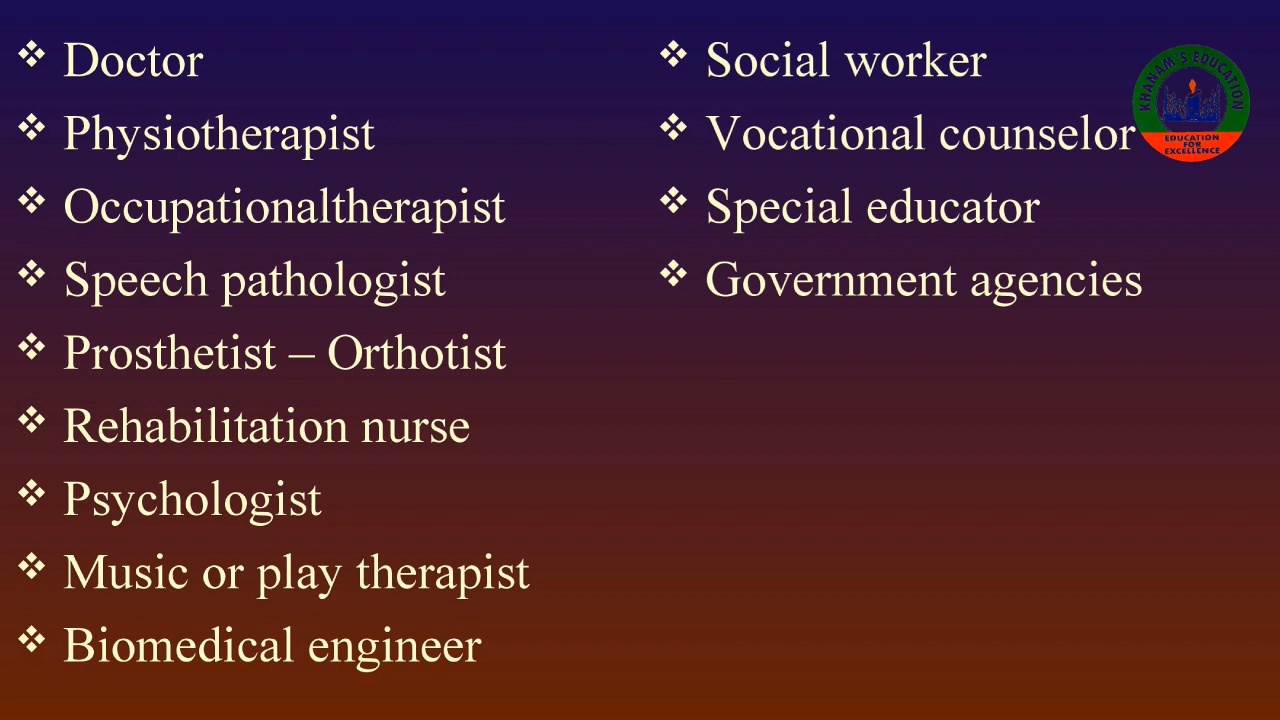 ❖ Doctor
❖ Physiotherapist
❖ Occupationaltherapist
❖ Speech pathologist
❖ Prosthetist – Orthotist
❖ Rehabilitation nurse
❖ Psychologist
❖ Music or play therapist
❖ Biomedical engineer
❖ Social worker
❖ Vocational counselor
❖ Special educator
❖ Government agencies
KHANAM'S EDUCATION
EDUCATION
FOR
EXCELLENCE